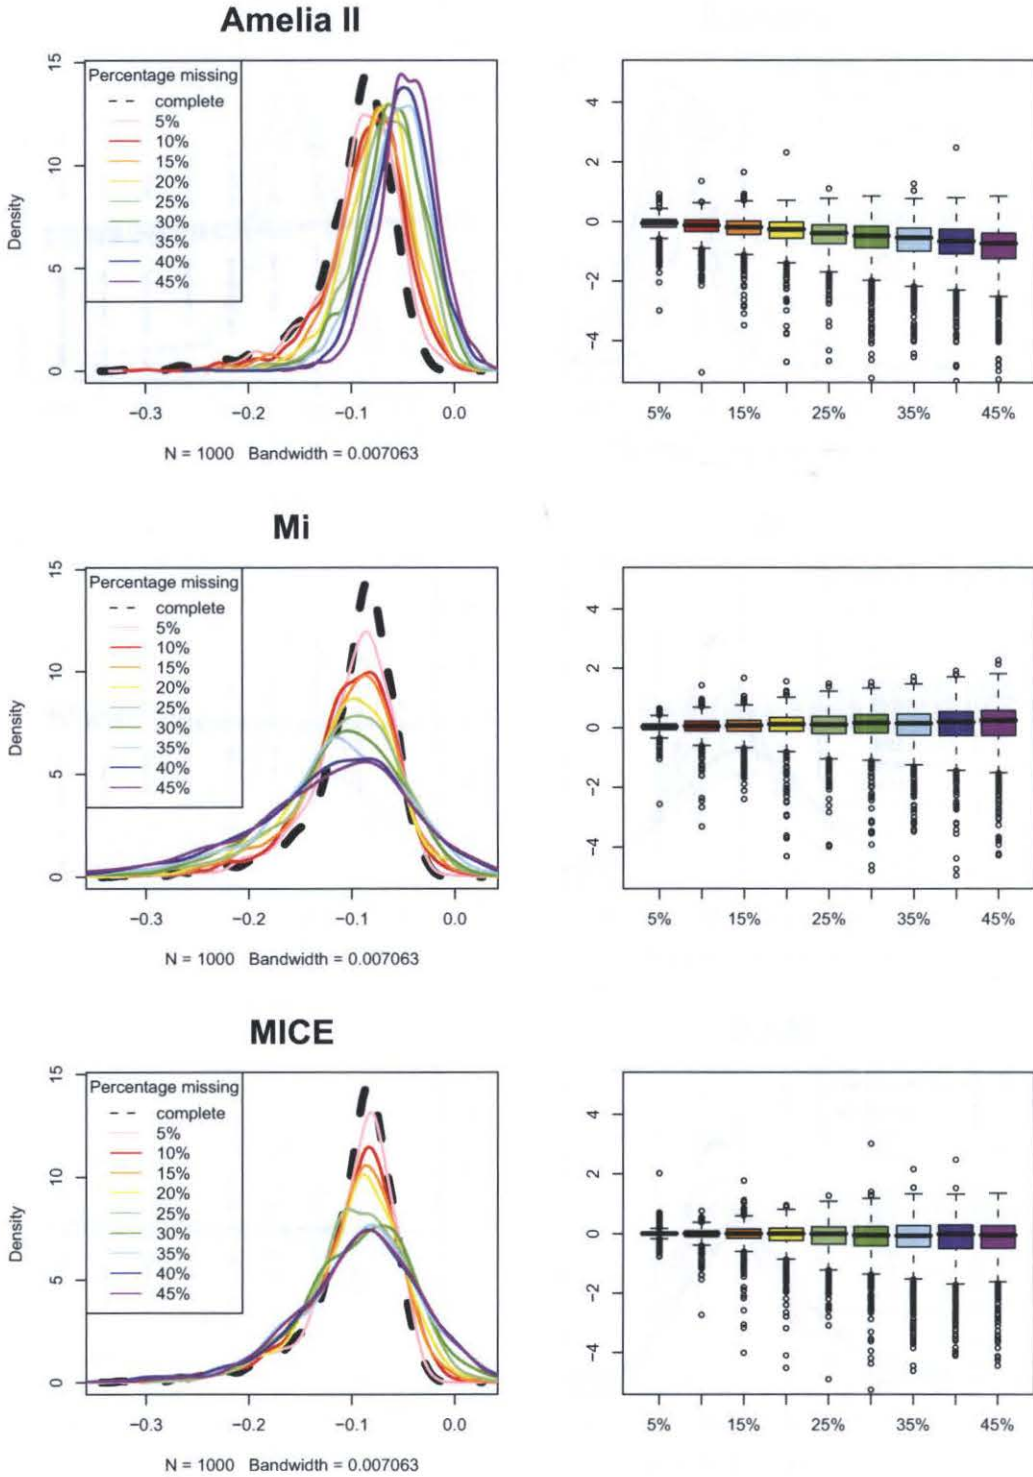 Amelia II
Density
15
10
5
0
Percentage missing
complete
5%
10%
15%
20%
25%
30%
35%
40%
45%
−0.3 −0.2 −0.1 0.0
N = 1000 Bandwidth = 0.007063
4
2
0
−2
−4
5% 15% 25% 35% 45%
Mi
Density
15
10
5
0
Percentage missing
complete
5%
10%
15%
20%
25%
30%
35%
40%
45%
−0.3 −0.2 −0.1 0.0
N = 1000 Bandwidth = 0.007063
4
2
0
−2
−4
5% 15% 25% 35% 45%
MICE
Density
15
10
5
0
Percentage missing
complete
5%
10%
15%
20%
25%
30%
35%
40%
45%
−0.3 −0.2 −0.1 0.0
N = 1000 Bandwidth = 0.007063
4
2
0
−2
−4
5% 15% 25% 35% 45%